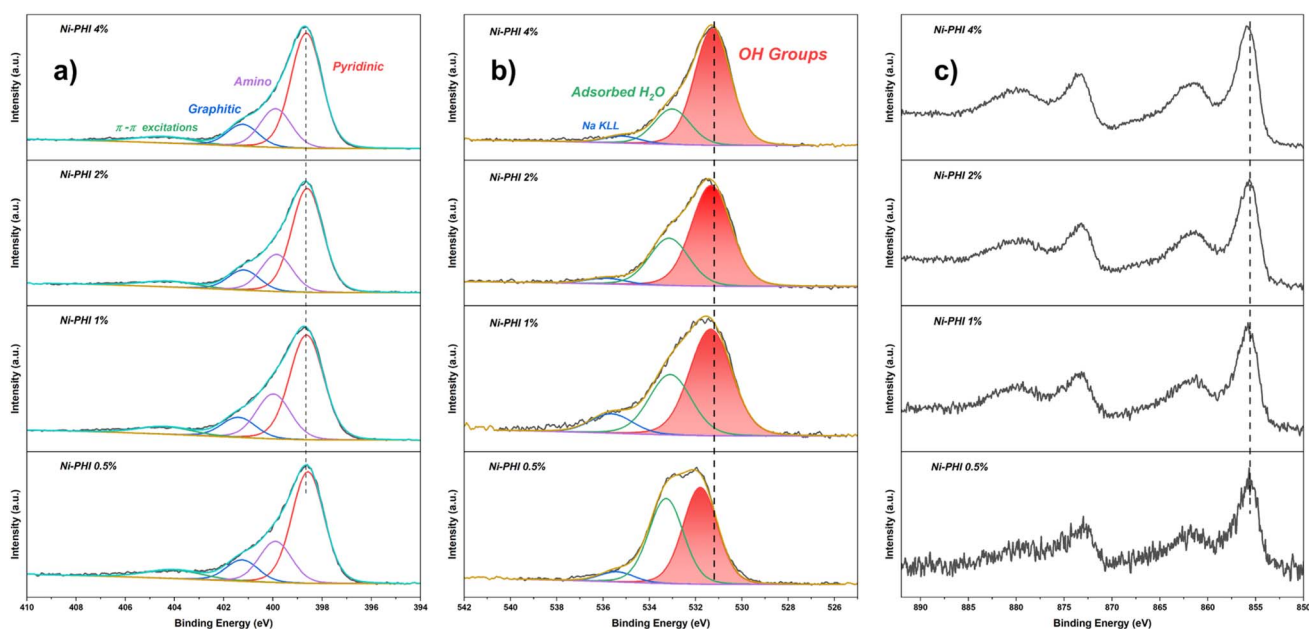 a)
Ni-PHI 4%
Pyridinic
Amino
Graphitic
π-π excitations
Intensity (a.u.)
Ni-PHI 2%
Intensity (a.u.)
Ni-PHI 1%
Intensity (a.u.)
Ni-PHI 0.5%
Intensity (a.u.)
410 408 406 404 402 400 398 396 394
Binding Energy (eV)
b)
Ni-PHI 4%
OH Groups
Adsorbed H₂O
Na KLL
Intensity (a.u.)
Ni-PHI 2%
Intensity (a.u.)
Ni-PHI 1%
Intensity (a.u.)
Ni-PHI 0.5%
Intensity (a.u.)
542 540 538 536 534 532 530 528 526
Binding Energy (eV)
c)
Ni-PHI 4%
Intensity (a.u.)
Ni-PHI 2%
Intensity (a.u.)
Ni-PHI 1%
Intensity (a.u.)
Ni-PHI 0.5%
Intensity (a.u.)
890 885 880 875 870 865 860 855 850
Binding Energy (eV)